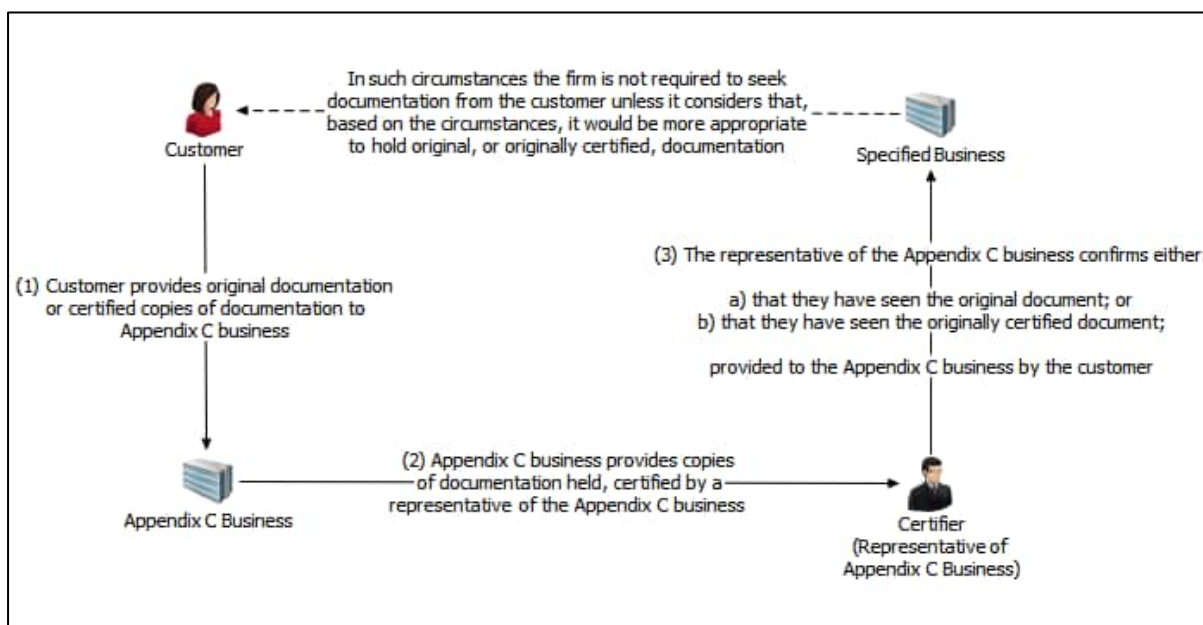 In such circumstances the firm is not required to seek
documentation from the customer unless it considers that,
based on the circumstances, it would be more appropriate
to hold original, or originally certified, documentation
Customer
Specified Business
(1) Customer provides original documentation
or certified copies of documentation to
Appendix C business
(3) The representative of the Appendix C business confirms either:
a) that they have seen the original document; or
b) that they have seen the originally certified document;
provided to the Appendix C business by the customer
(2) Appendix C business provides copies
of documentation held, certified by a
representative of the Appendix C business
Appendix C Business
Certifier
(Representative of
Appendix C Business)